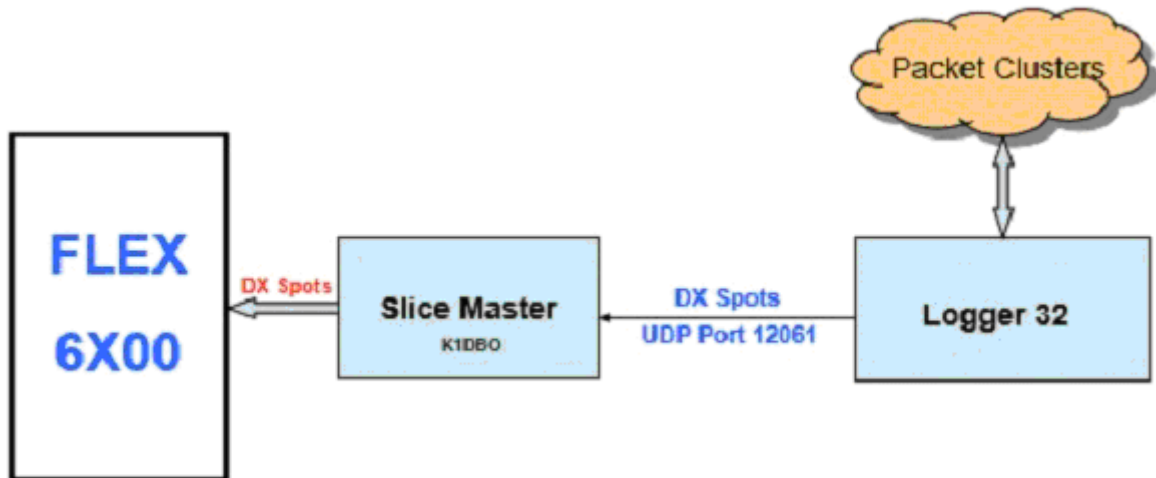 Packet Clusters
FLEX
6X00
DX Spots
Slice Master
K1DBO
DX Spots
UDP Port 12061
Logger 32